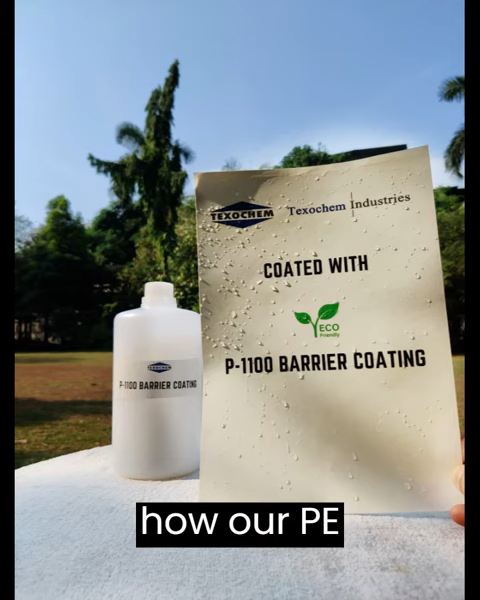 TEXOCHEM
Texochem Industries
COATED WITH
ECO
Friendly
P-1100 BARRIER COATING
TEXOCHEM
P-1100 BARRIER COATING
how our PE